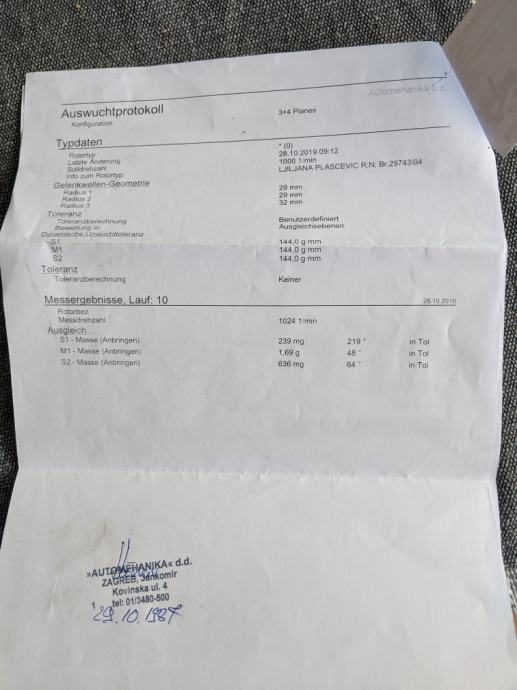 Automehanika d.d.
Auswuchtprotokoll 3+4 Planes
Konfiguration
Typdaten
Rotortyp * (0)
Letzte Änderung 28.10.2019 09:12
Solldrehzahl 1000 1/min
Info zum Rotortyp LJILJANA PLASCEVIC R;N; Br.29743\04
Gelenkwellen-Geometrie
Radius 1 29 mm
Radius 2 29 mm
Radius 3 32 mm
Toleranz
Toleranzberechnung Benutzerdefiniert
Bewertung in Ausgleichsebenen
Dynamische Unwuchttoleranz
S1 144,0 g·mm
M1 144,0 g·mm
S2 144,0 g·mm
Toleranz
Toleranzberechnung Keiner
Messergebnisse, Lauf: 10 28.10.2019
Rotorbez.
Messdrehzahl 1024 1/min
Ausgleich
S1 - Masse (Anbringen) 239 mg 219 ° in Tol
M1 - Masse (Anbringen) 1,69 g 48 ° in Tol
S2 - Masse (Anbringen) 636 mg 64 ° in Tol
»AUTOMEHANIKA« d.d.
ZAGREB, Jankomir
Kovinska ul. 4
1 tel: 01/3480-500
29.10.1987